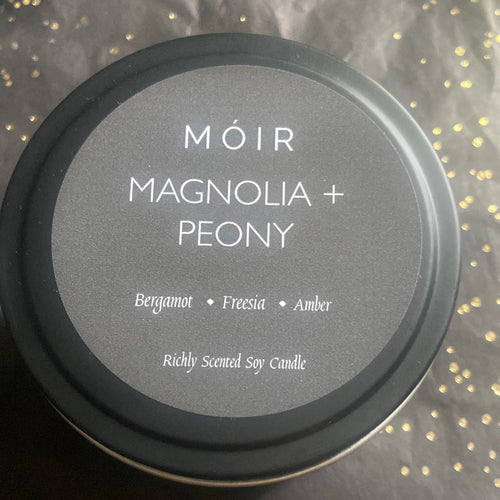 MÓIR
MAGNOLIA +
PEONY
Bergamot ◆ Freesia ◆ Amber
Richly Scented Soy Candle